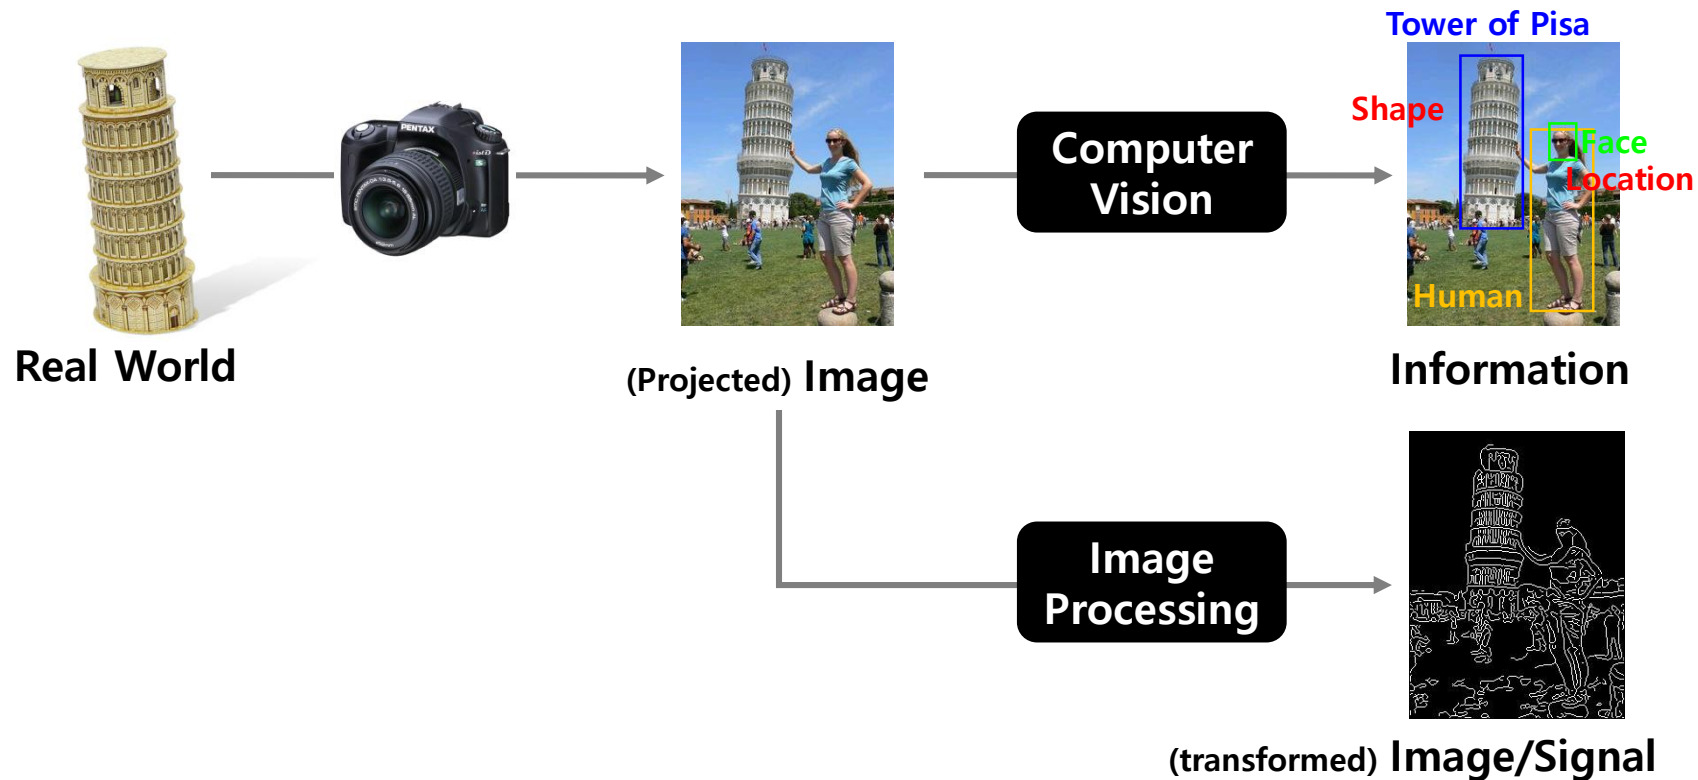 Tower of Pisa
Shape
Face
Location
Human
PENTAX
Computer
Vision
Real World
(Projected) Image
Information
Image
Processing
(transformed) Image/Signal